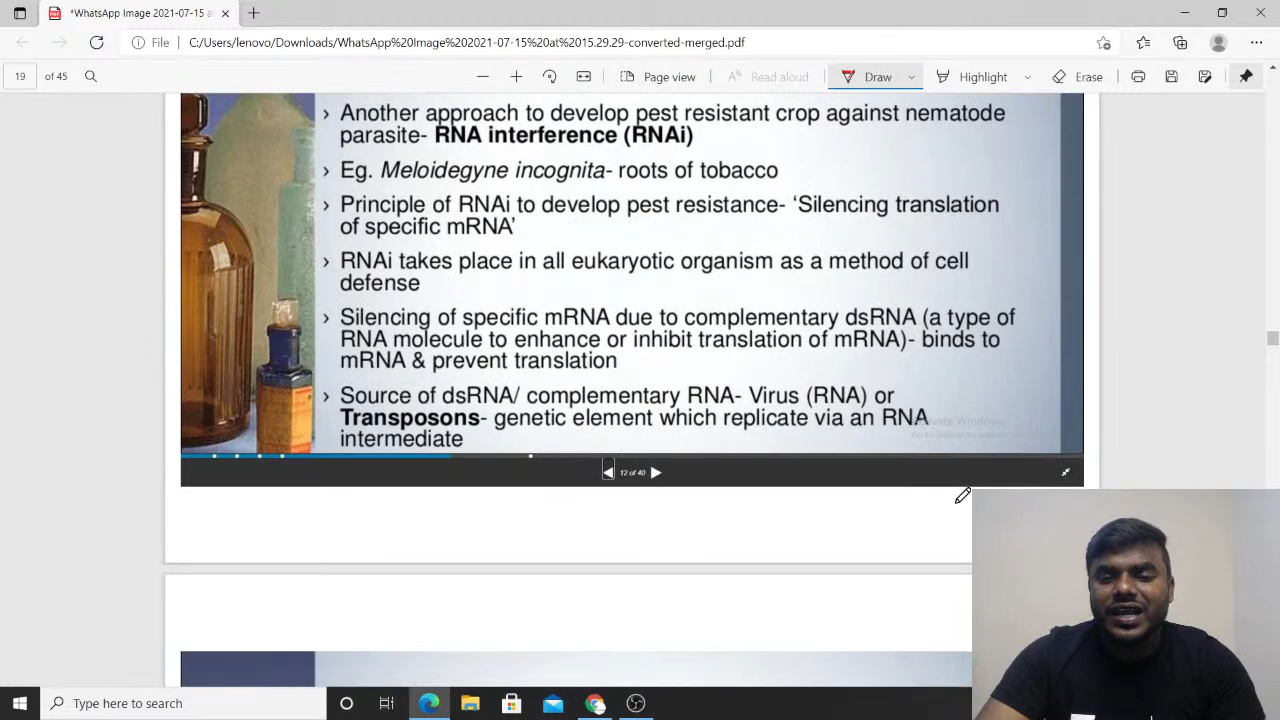 *WhatsApp Image 2021-07-15 a
File
C:/Users/lenovo/Downloads/WhatsApp%20Image%202021-07-15%20at%2015.29.29-converted-merged.pdf
19 of 45
Page view
Read aloud
Draw
Highlight
Erase
› Another approach to develop pest resistant crop against nematode
parasite- RNA interference (RNAi)
› Eg. Meloidegyne incognita- roots of tobacco
› Principle of RNAi to develop pest resistance- ‘Silencing translation
of specific mRNA’
› RNAi takes place in all eukaryotic organism as a method of cell
defense
› Silencing of specific mRNA due to complementary dsRNA (a type of
RNA molecule to enhance or inhibit translation of mRNA)- binds to
mRNA & prevent translation
› Source of dsRNA/ complementary RNA- Virus (RNA) or
Transposons- genetic element which replicate via an RNA
intermediate
Activate Windows
12 of 40
Type here to search